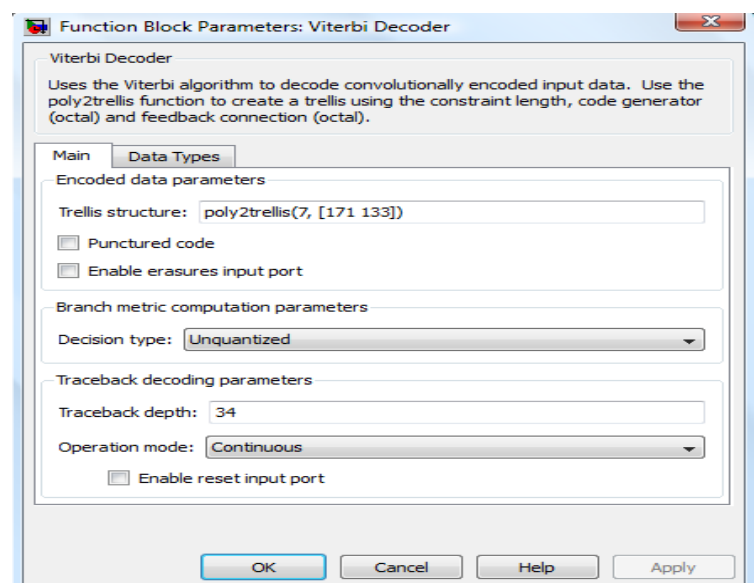 Function Block Parameters: Viterbi Decoder
Viterbi Decoder
Uses the Viterbi algorithm to decode convolutionally encoded input data. Use the
poly2trellis function to create a trellis using the constraint length, code generator
(octal) and feedback connection (octal).
Main Data Types
Encoded data parameters
Trellis structure: poly2trellis(7, [171 133])
Punctured code
Enable erasures input port
Branch metric computation parameters
Decision type: Unquantized
Traceback decoding parameters
Traceback depth: 34
Operation mode: Continuous
Enable reset input port
OK Cancel Help Apply